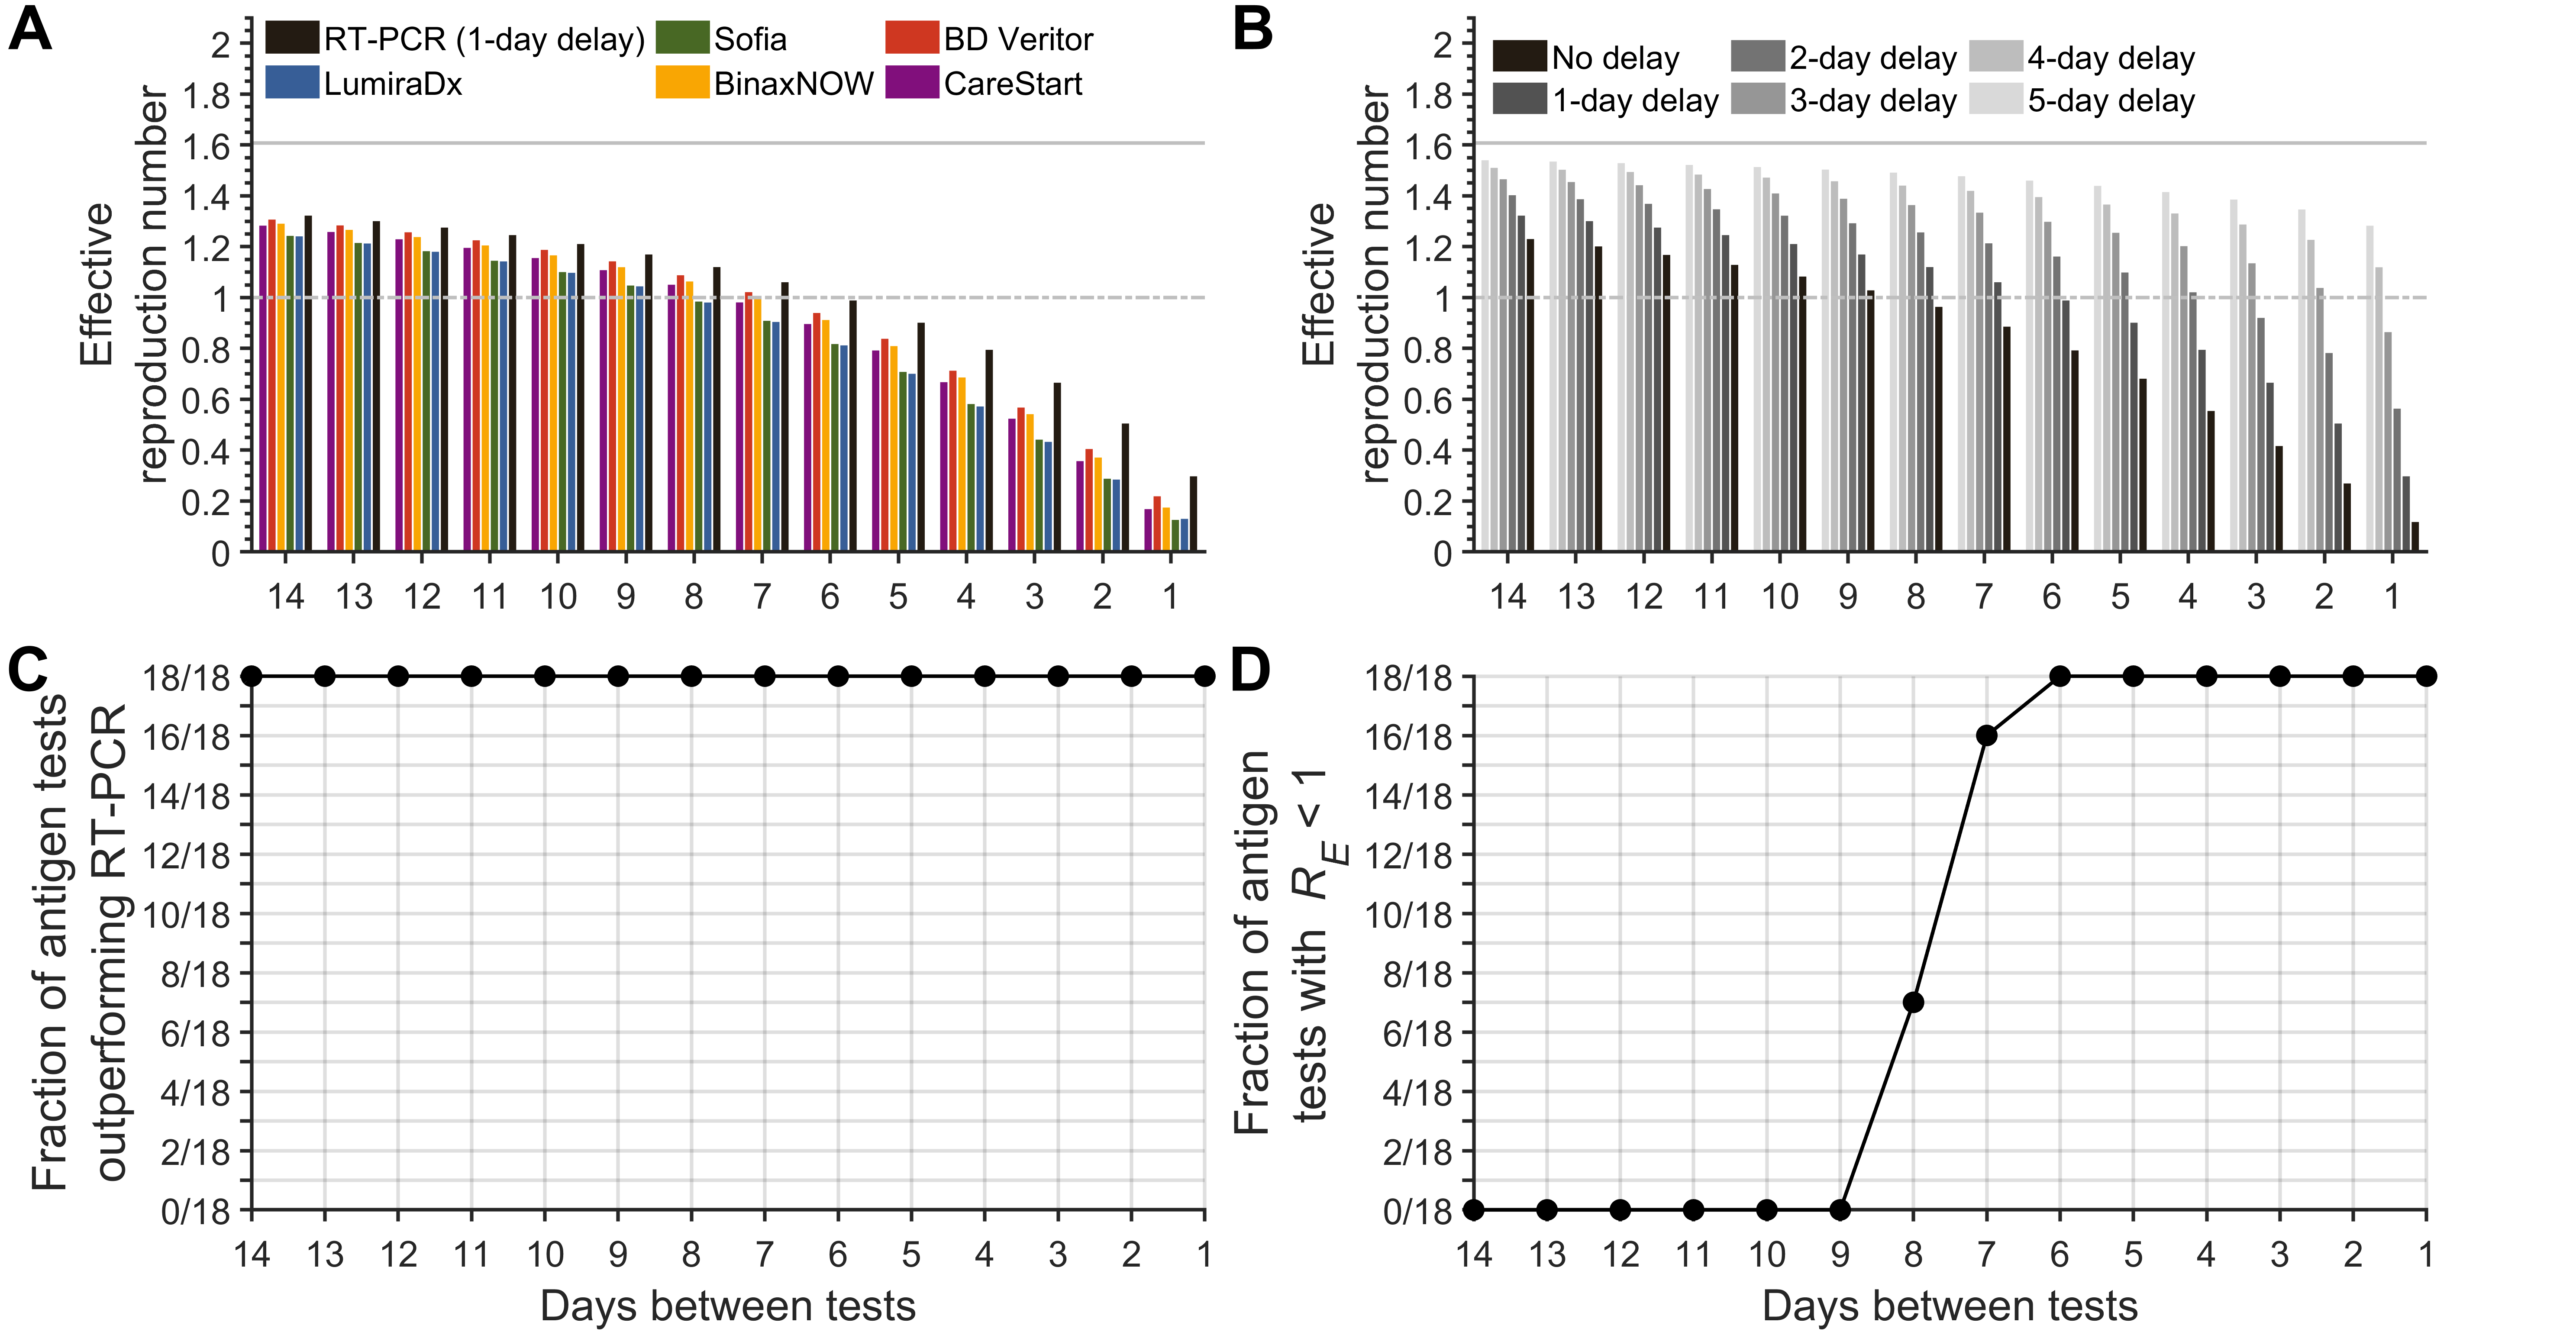 A
RT-PCR (1-day delay)
Sofia
BD Veritor
LumiraDx
BinaxNOW
CareStart
Effective
reproduction number
2
1.8
1.6
1.4
1.2
1
0.8
0.6
0.4
0.2
0
14 13 12 11 10 9 8 7 6 5 4 3 2 1
B
No delay
2-day delay
4-day delay
1-day delay
3-day delay
5-day delay
Effective
reproduction number
2
1.8
1.6
1.4
1.2
1
0.8
0.6
0.4
0.2
0
14 13 12 11 10 9 8 7 6 5 4 3 2 1
C
Fraction of antigen tests
outperforming RT-PCR
18/18
16/18
14/18
12/18
10/18
8/18
6/18
4/18
2/18
0/18
14 13 12 11 10 9 8 7 6 5 4 3 2 1
Days between tests
D
Fraction of antigen
tests with R_E < 1
18/18
16/18
14/18
12/18
10/18
8/18
6/18
4/18
2/18
0/18
14 13 12 11 10 9 8 7 6 5 4 3 2 1
Days between tests